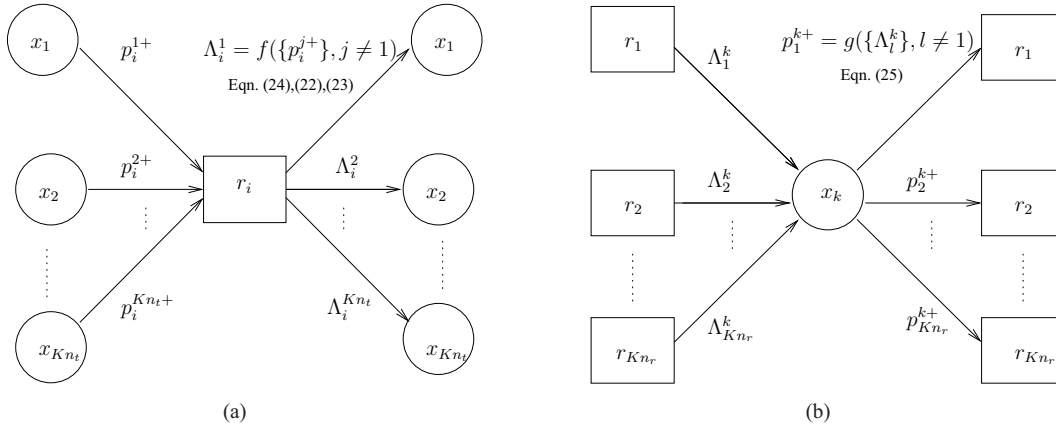 x_1
p_i^{1+}
Λ_i^1 = f({p_i^{j+}}, j ≠ 1)
Eqn. (24),(22),(23)
x_1
x_2
p_i^{2+}
r_i
Λ_i^2
x_2
p_i^{Kn_t+}
Λ_i^{Kn_t}
x_{Kn_t}
x_{Kn_t}
(a)
r_1
Λ_1^k
p_1^{k+} = g({Λ_l^k}, l ≠ 1)
Eqn. (25)
r_1
r_2
Λ_2^k
x_k
p_2^{k+}
r_2
Λ_{Kn_r}^k
p_{Kn_r}^{k+}
r_{Kn_r}
r_{Kn_r}
(b)